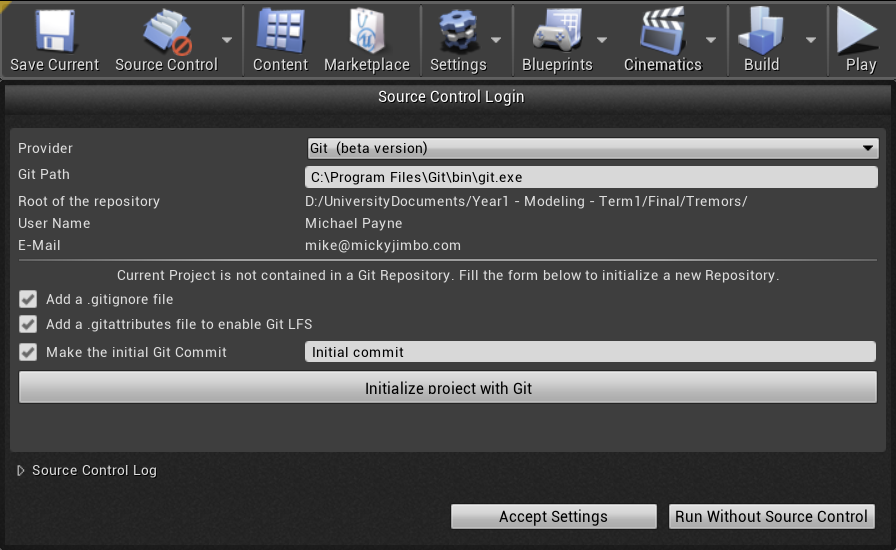 Save Current Source Control Content Marketplace Settings Blueprints Cinematics Build Play
Source Control Login
Provider Git (beta version)
Git Path C:\Program Files\Git\bin\git.exe
Root of the repository D:/UniversityDocuments/Year1 - Modeling - Term1/Final/Tremors/
User Name Michael Payne
E-Mail mike@mickyjimbo.com
Current Project is not contained in a Git Repository. Fill the form below to initialize a new Repository.
Add a .gitignore file
Add a .gitattributes file to enable Git LFS
Make the initial Git Commit Initial commit
Initialize project with Git
Source Control Log
Accept Settings Run Without Source Control